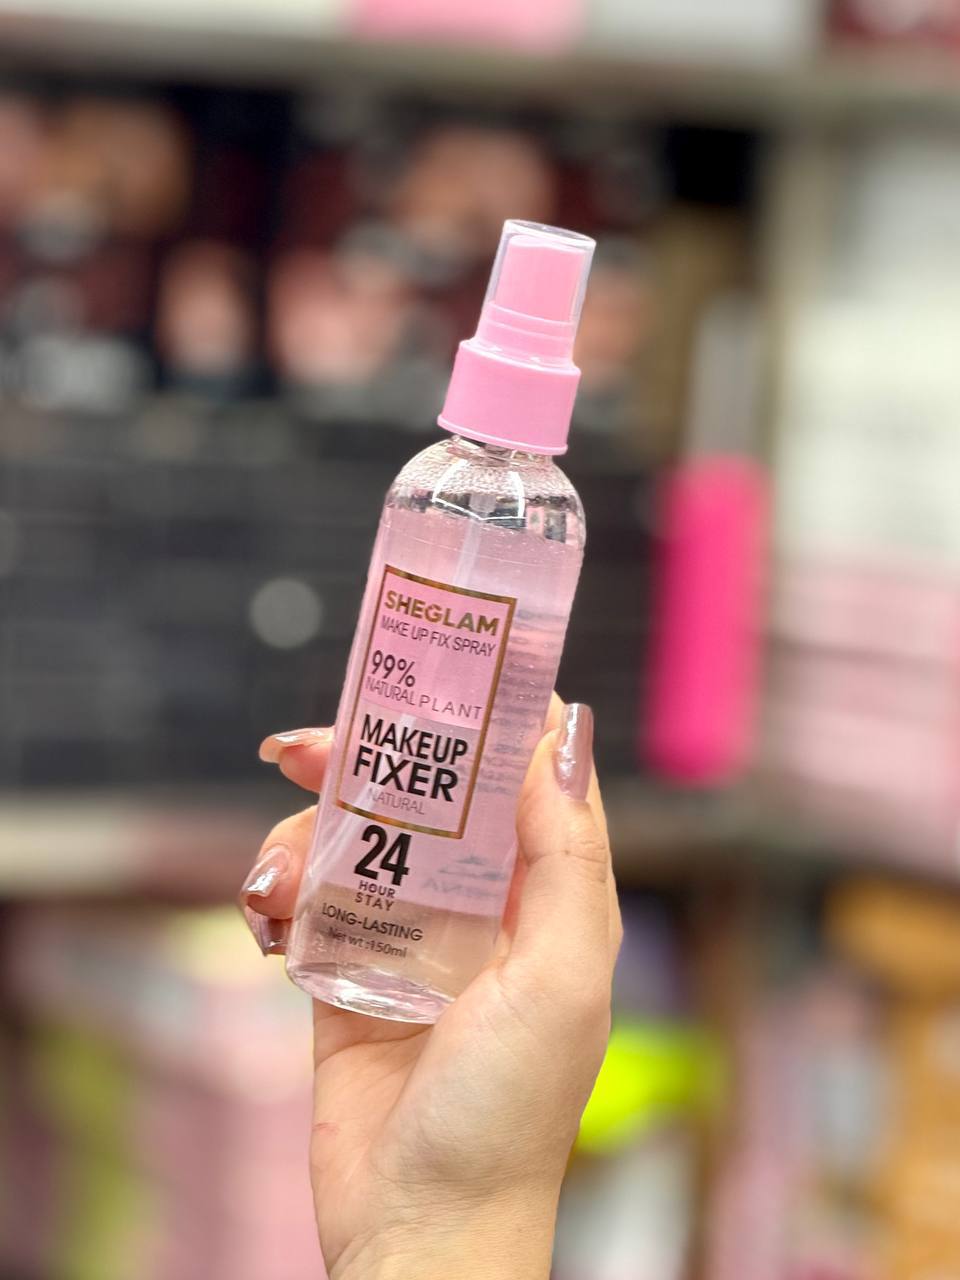 SHEGLAM
MAKE UP FIX SPRAY
99%
NATURAL PLANT
MAKEUP
FIXER
NATURAL
24
HOUR
STAY
LONG-LASTING
Net wt :150ml